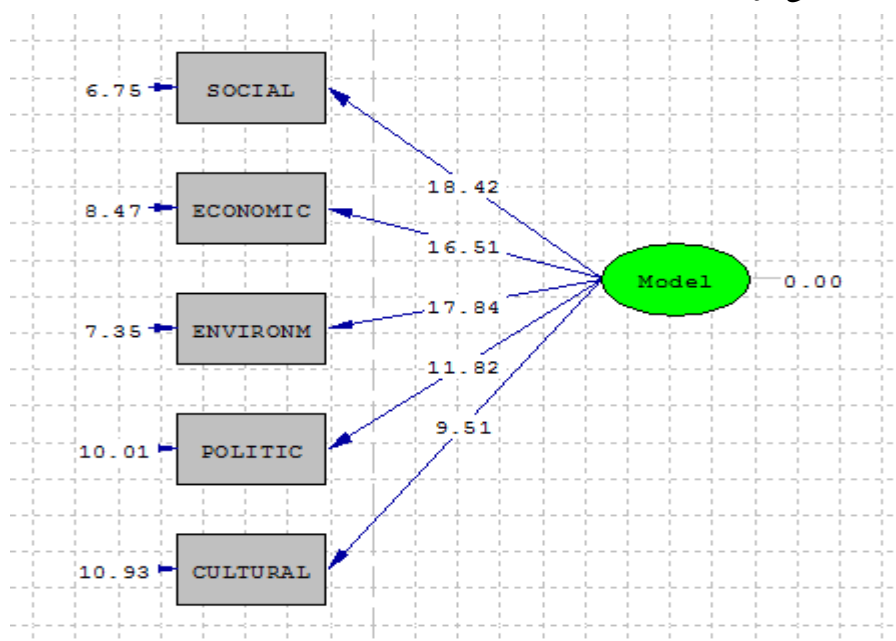 6.75 SOCIAL
18.42
8.47 ECONOMIC
16.51
Model 0.00
17.84
7.35 ENVIRONM
11.82
9.51
10.01 POLITIC
10.93 CULTURAL